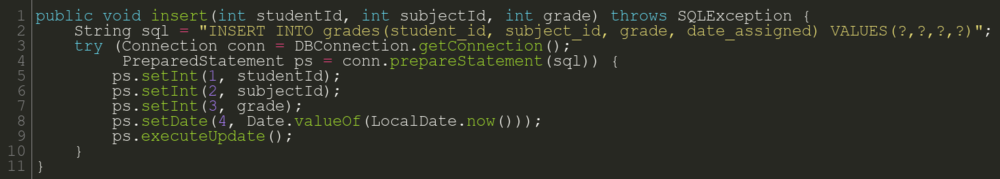 1 public void insert(int studentId, int subjectId, int grade) throws SQLException {
2     String sql = "INSERT INTO grades(student_id, subject_id, grade, date_assigned) VALUES(?,?,?,?)";
3     try (Connection conn = DBConnection.getConnection();
4          PreparedStatement ps = conn.prepareStatement(sql)) {
5         ps.setInt(1, studentId);
6         ps.setInt(2, subjectId);
7         ps.setInt(3, grade);
8         ps.setDate(4, Date.valueOf(LocalDate.now()));
9         ps.executeUpdate();
10     }
11 }